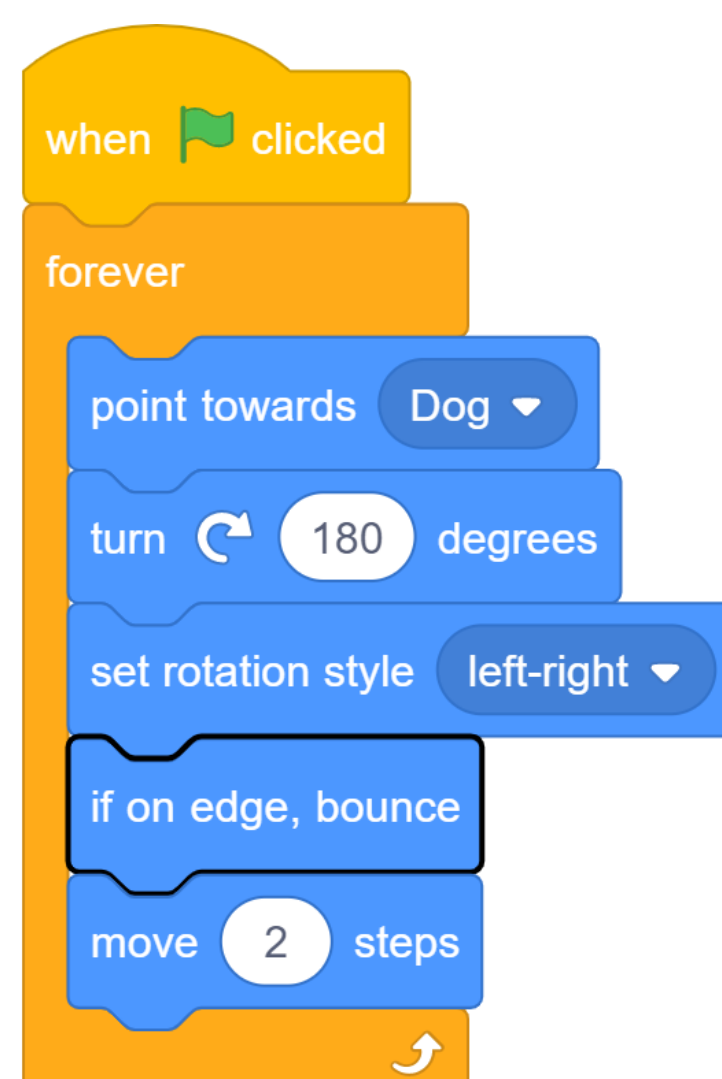 when clicked
forever
point towards Dog
turn 180 degrees
set rotation style left-right
if on edge, bounce
move 2 steps